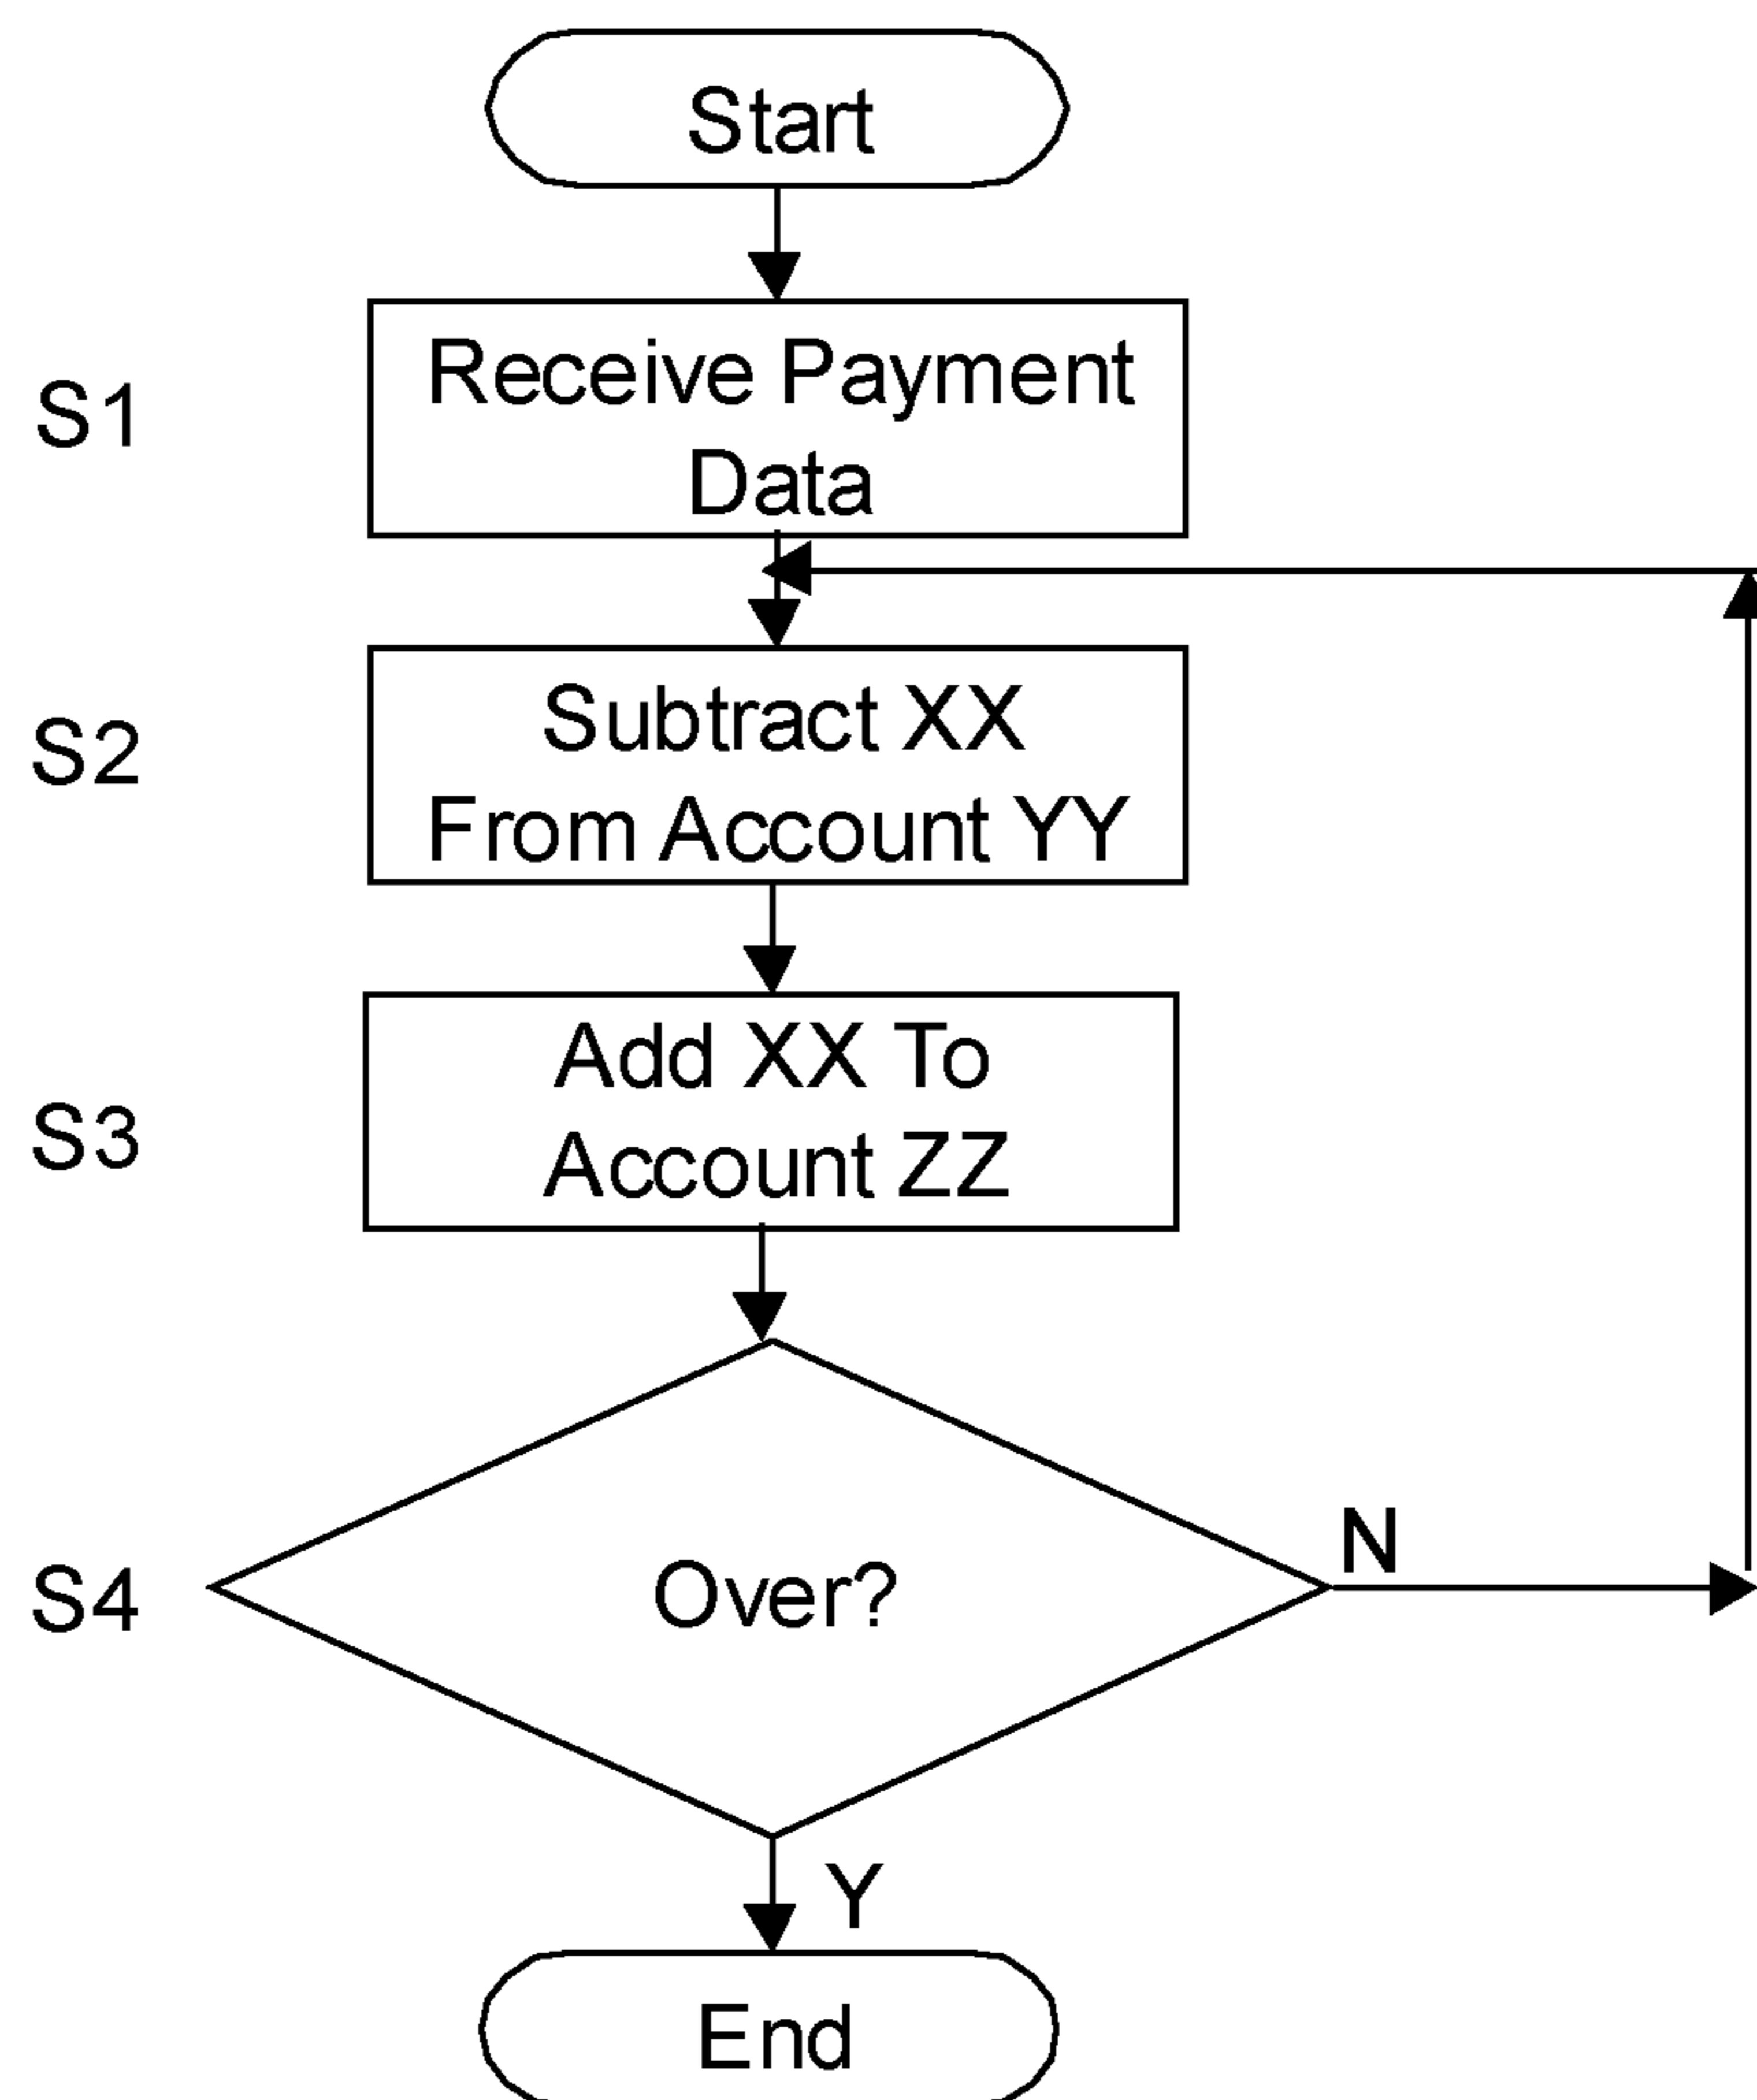 Start
S1
Receive Payment
Data
S2
Subtract XX
From Account YY
S3
Add XX To
Account ZZ
S4
Over?
N
Y
End